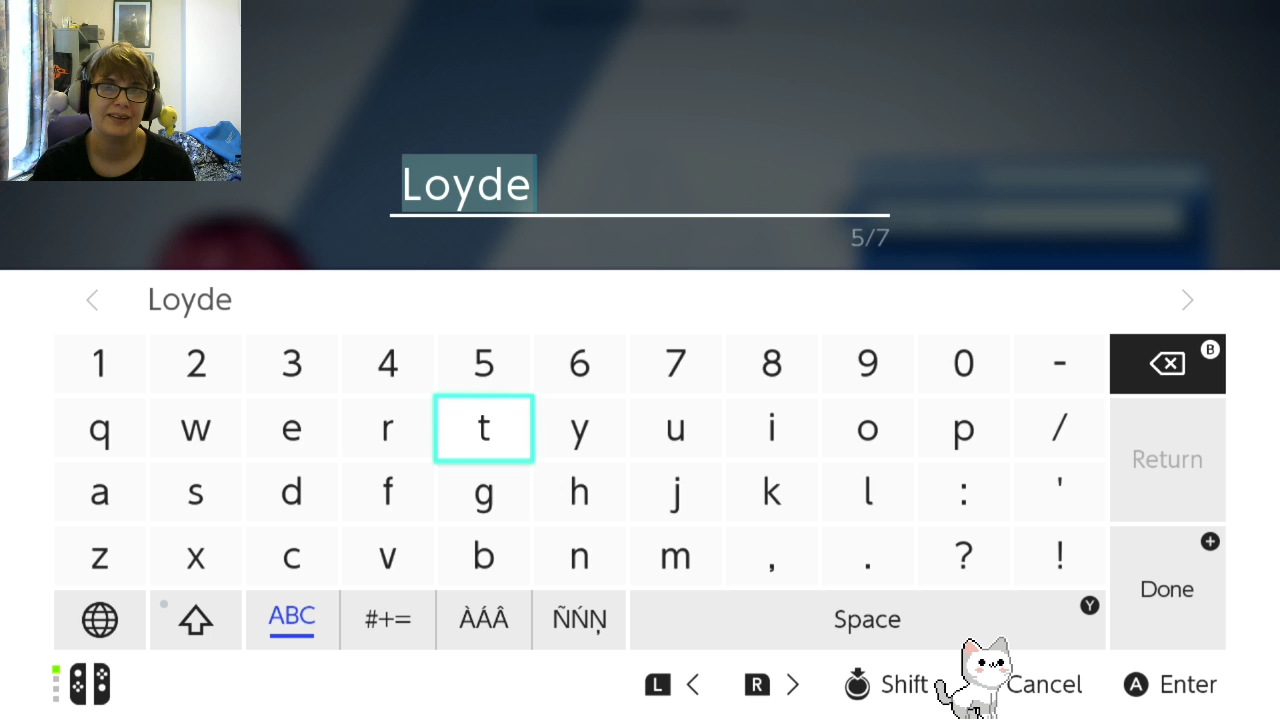 Loyde
5/7
Loyde
1 2 3 4 5 6 7 8 9 0 - B
q w e r t y u i o p /
Return
a s d f g h j k l : '
z x c v b n m , . ? ! +
Done
ABC #+= ÀÁÂ ÑŃŅ Space Y
L R Shift Cancel A Enter